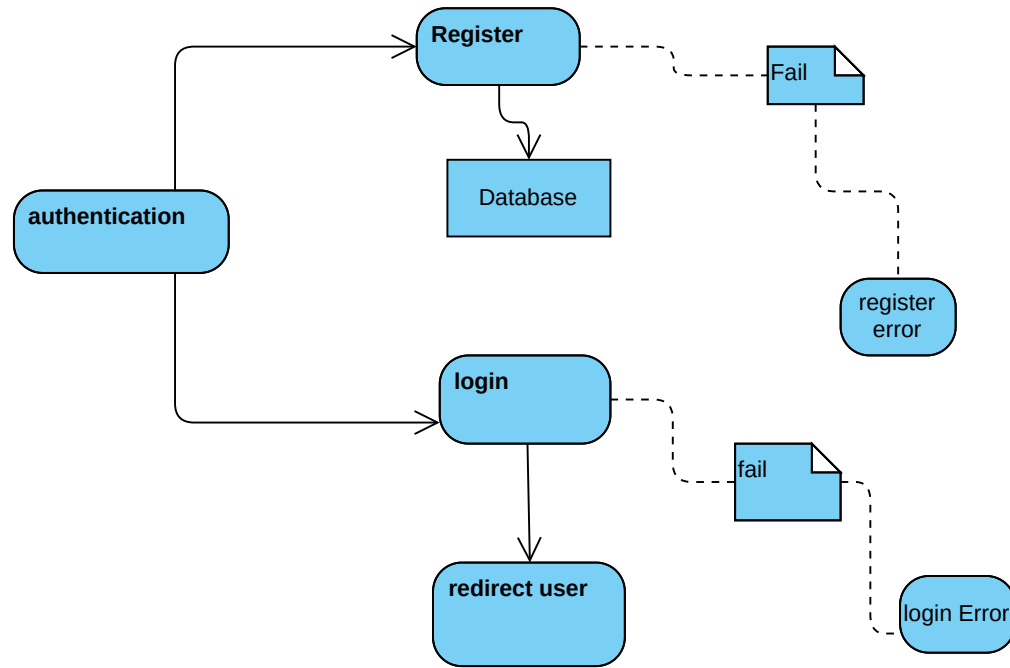 Register
Fail
Database
authentication
register
error
login
fail
redirect user
login Error